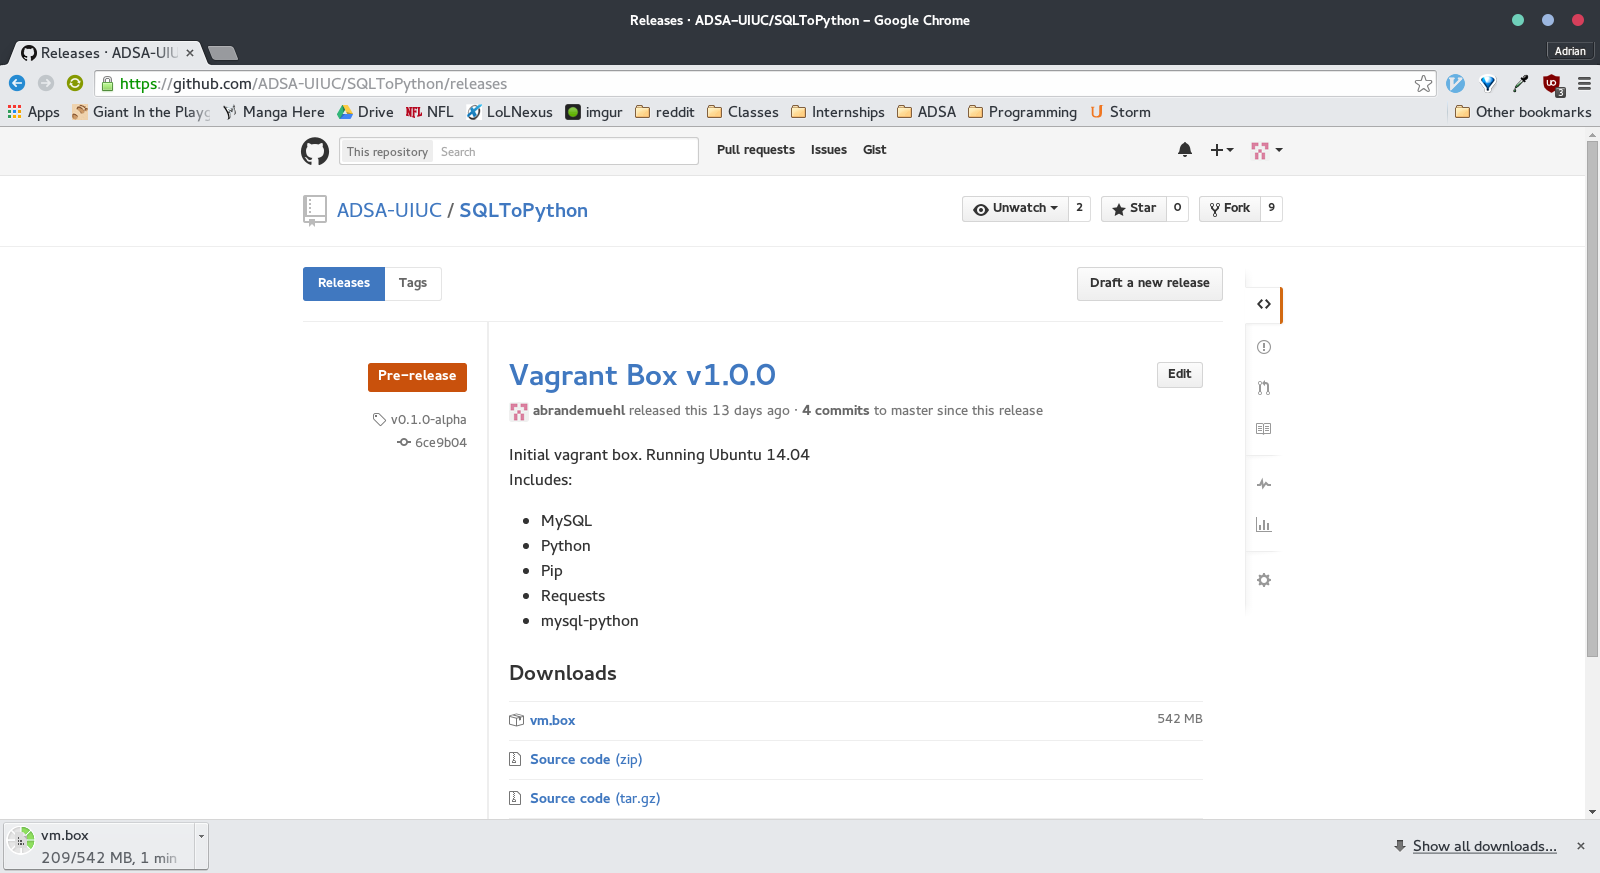 Releases · ADSA-UIUC/SQLToPython - Google Chrome
Releases · ADSA-UIU
Adrian
https://github.com/ADSA-UIUC/SQLToPython/releases
3
Apps Giant In the Playg Manga Here Drive NFL NFL LoLNexus imgur reddit Classes Internships ADSA Programming Storm Other bookmarks
This repository Search Pull requests Issues Gist
ADSA-UIUC / SQLToPython Unwatch 2 Star 0 Fork 9
Releases Tags Draft a new release
Pre-release Vagrant Box v1.0.0 Edit
abrandemuehl released this 13 days ago · 4 commits to master since this release
v0.1.0-alpha
6ce9b04
Initial vagrant box. Running Ubuntu 14.04
Includes:
• MySQL
• Python
• Pip
• Requests
• mysql-python
Downloads
vm.box 542 MB
Source code (zip)
Source code (tar.gz)
vm.box
209/542 MB, 1 min
Show all downloads...